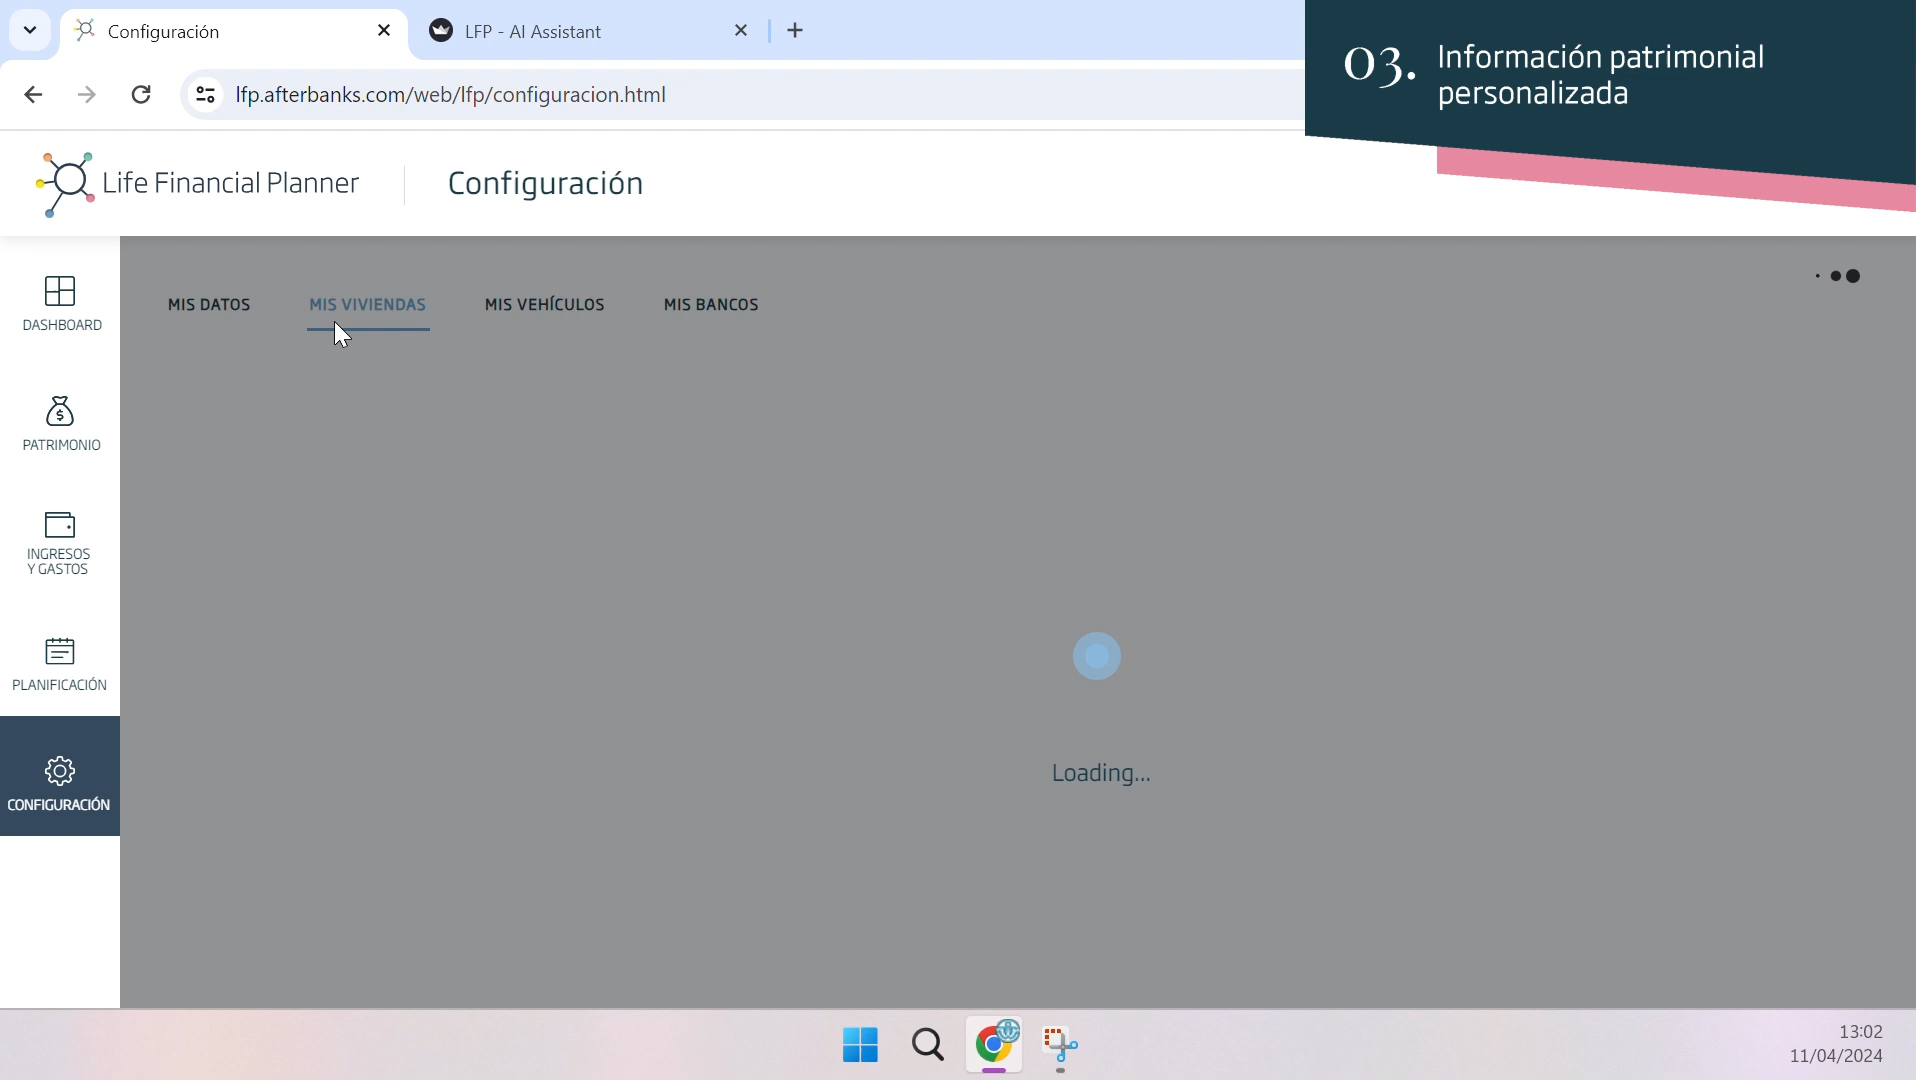 Configuración
LFP - AI Assistant
03. Información patrimonial
personalizada
lfp.afterbanks.com/web/lfp/configuracion.html
Life Financial Planner
Configuración
MIS DATOS
MIS VIVIENDAS
MIS VEHÍCULOS
MIS BANCOS
DASHBOARD
PATRIMONIO
INGRESOS
Y GASTOS
PLANIFICACIÓN
CONFIGURACIÓN
Loading...
13:02
11/04/2024